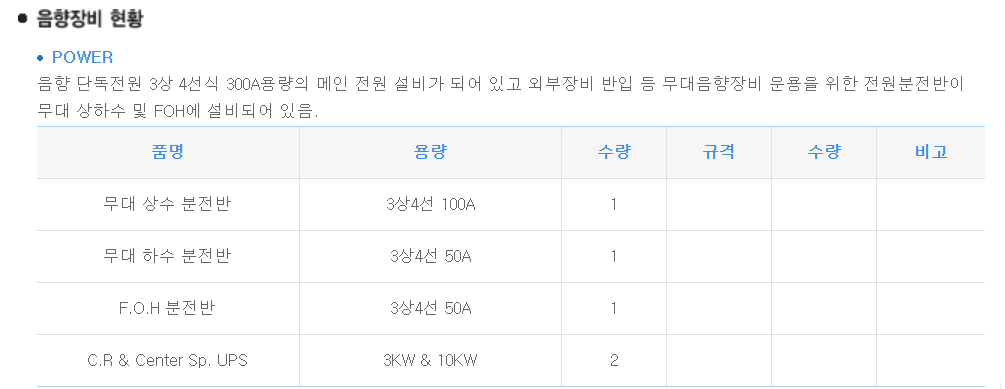 음향장비 현황
POWER
음향 단독전원 3상 4선식 300A용량의 메인 전원 설비가 되어 있고 외부장비 반입 등 무대음향장비 운용을 위한 전원분전반이
무대 상하수 및 FOH에 설비되어 있음.
품명 용량 수량 규격 수량 비고
무대 상수 분전반 3상4선 100A 1
무대 하수 분전반 3상4선 50A 1
F.O.H 분전반 3상4선 50A 1
C.R & Center Sp. UPS 3KW & 10KW 2